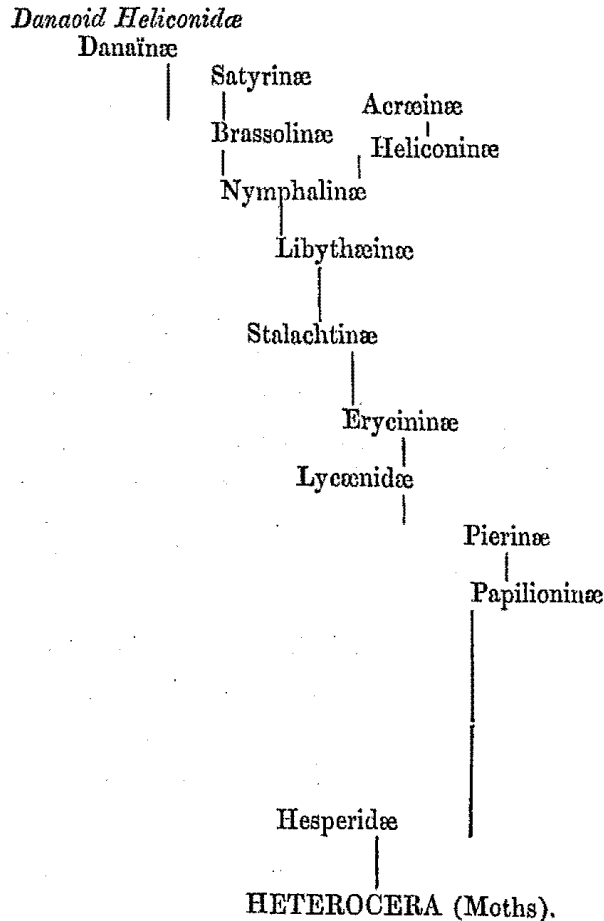 Danaoid Heliconidæ
Danaïnæ
Satyrinæ
Acræinæ
Brassolinæ
Heliconinæ
Nymphalinæ
Libythæinæ
Stalachtinæ
Erycininæ
Lycænidæ
Pierinæ
Papilioninæ
Hesperidæ
HETEROCERA (Moths).